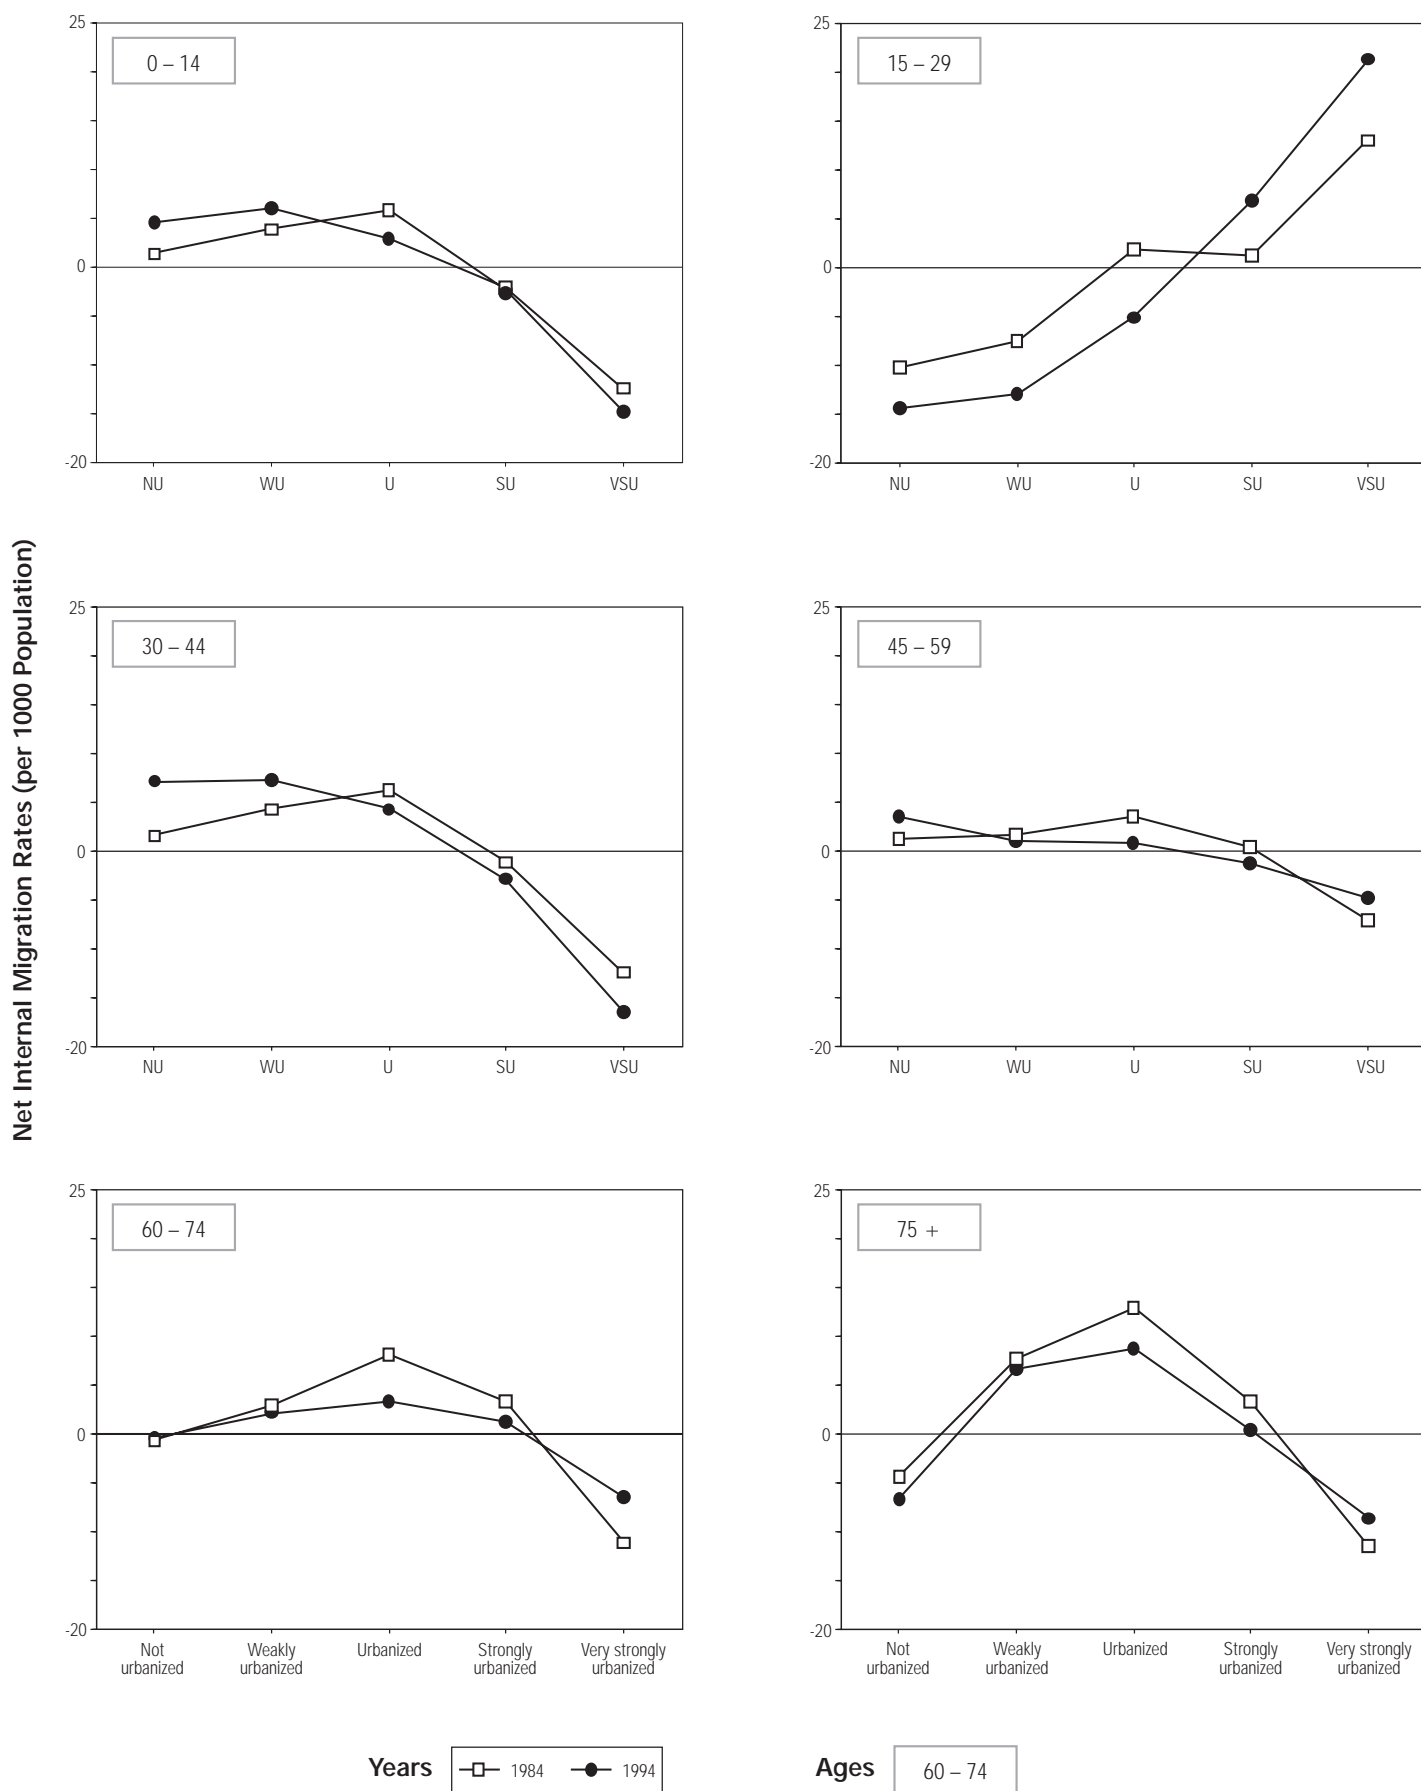 25
0 – 14
0
-20
NU WU U SU VSU
25
15 – 29
0
-20
NU WU U SU VSU
Net Internal Migration Rates (per 1000 Population)
25
30 – 44
0
-20
NU WU U SU VSU
25
45 – 59
0
-20
NU WU U SU VSU
25
60 – 74
0
-20
Not urbanized
Weakly urbanized
Urbanized
Strongly urbanized
Very strongly urbanized
25
75 +
0
-20
Not urbanized
Weakly urbanized
Urbanized
Strongly urbanized
Very strongly urbanized
Years 1984 1994
Ages 60 – 74